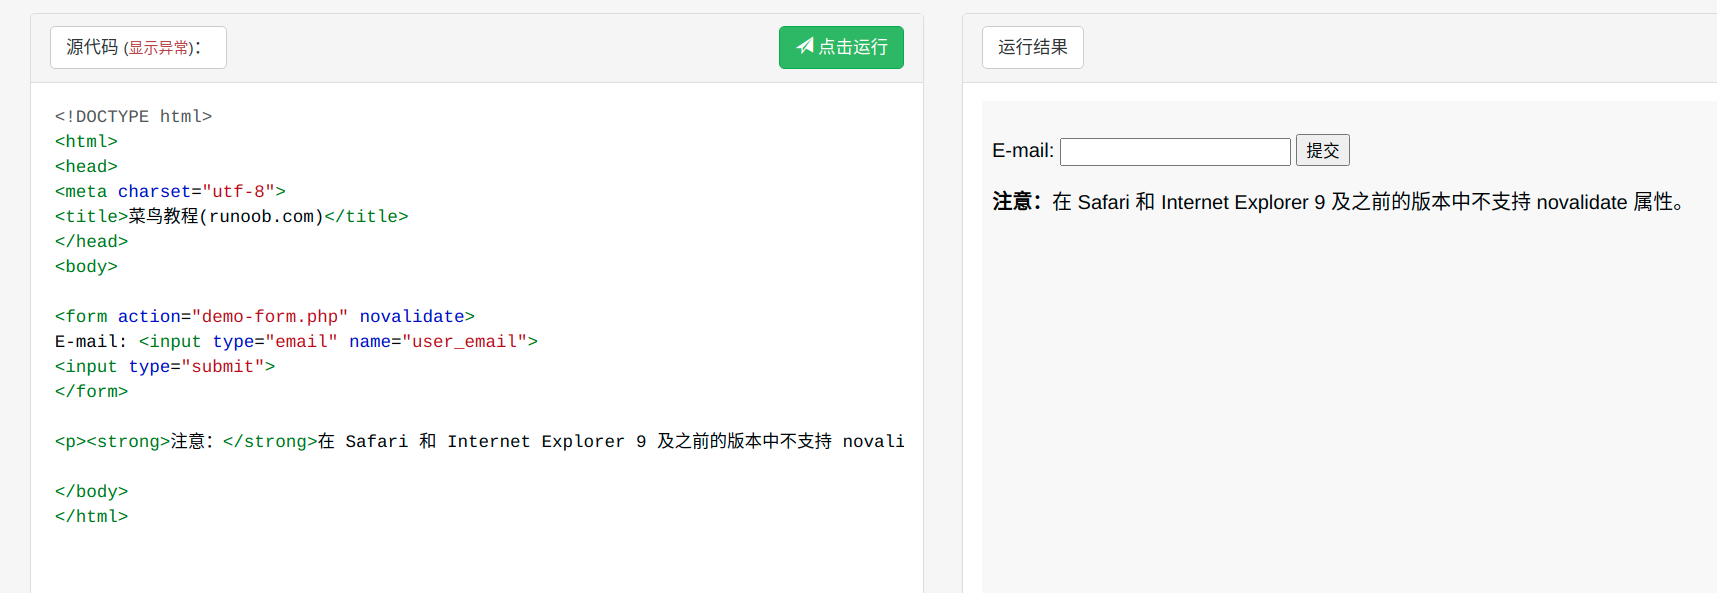 源代码 (显示异常)：
点击运行
<!DOCTYPE html>
<html>
<head>
<meta charset="utf-8">
<title>菜鸟教程(runoob.com)</title>
</head>
<body>
<form action="demo-form.php" novalidate>
E-mail: <input type="email" name="user_email">
<input type="submit">
</form>
<p><strong>注意：</strong>在 Safari 和 Internet Explorer 9 及之前的版本中不支持 novali
</body>
</html>
运行结果
E-mail: 提交
注意：在 Safari 和 Internet Explorer 9 及之前的版本中不支持 novalidate 属性。